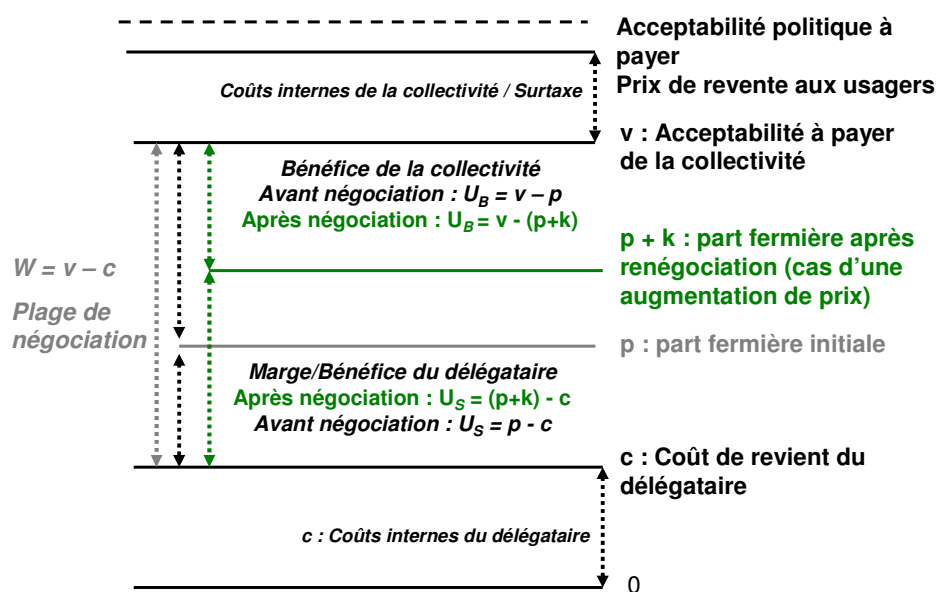 Acceptabilité politique à
payer
Prix de revente aux usagers
Coûts internes de la collectivité / Surtaxe
v : Acceptabilité à payer
de la collectivité
Bénéfice de la collectivité
Avant négociation : U_B = v – p
Après négociation : U_B = v - (p+k)
p + k : part fermière après
renégociation (cas d'une
augmentation de prix)
W = v – c
Plage de
négociation
p : part fermière initiale
Marge/Bénéfice du délégataire
Après négociation : U_S = (p+k) - c
Avant négociation : U_S = p - c
c : Coût de revient du
délégataire
c : Coûts internes du délégataire
0